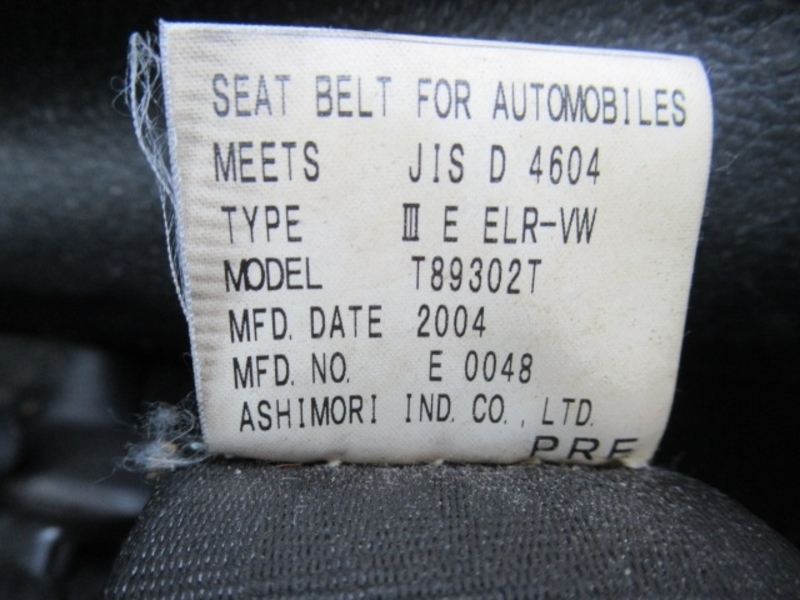 SEAT BELT FOR AUTOMOBILES
MEETS JIS D 4604
TYPE Ⅲ E ELR-VW
MODEL T89302T
MFD. DATE 2004
MFD. NO. E 0048
ASHIMORI IND. CO., LTD.
PRE